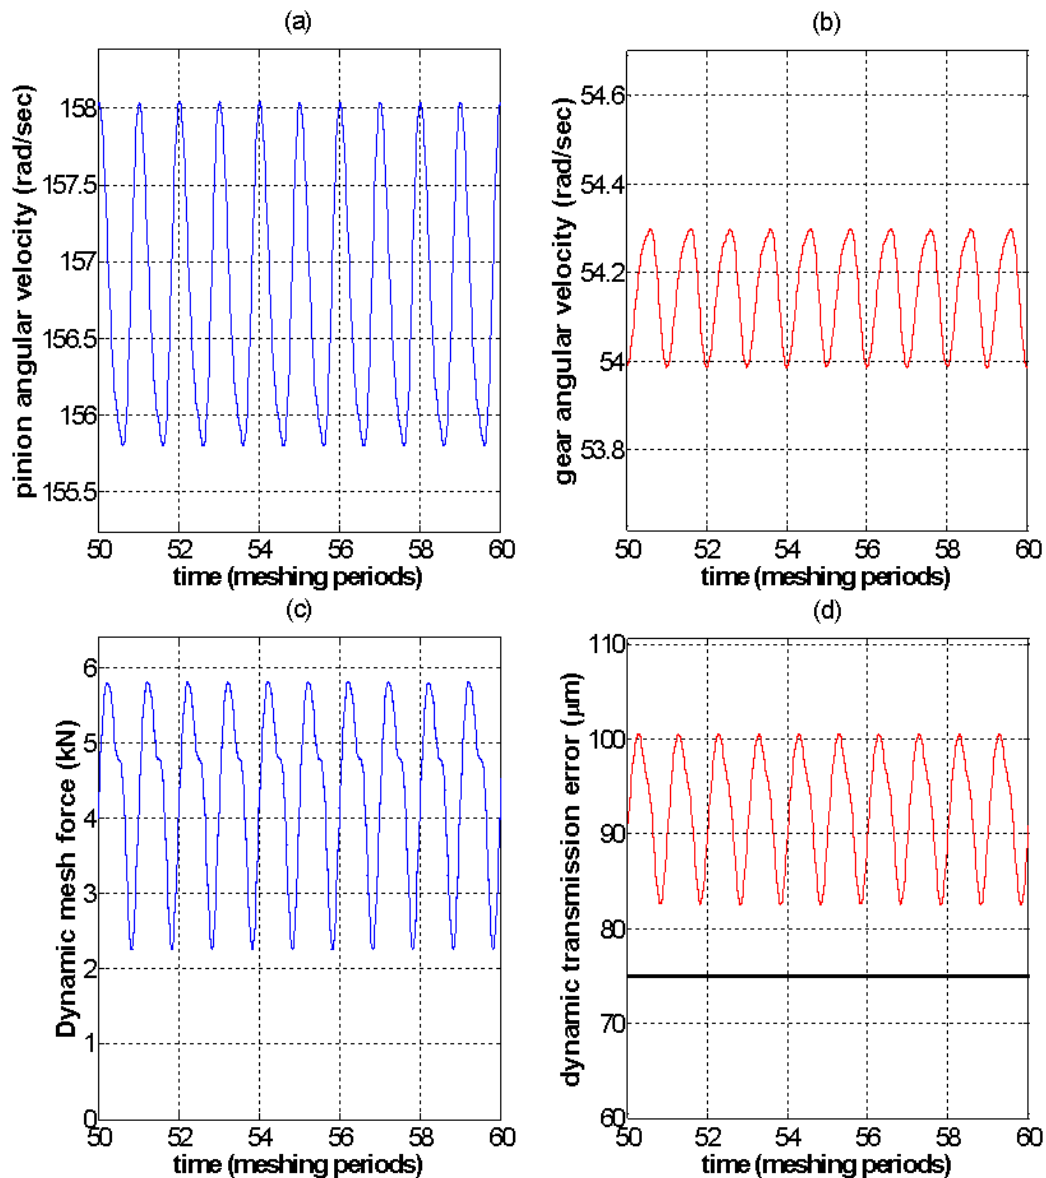 (a)
pinion angular velocity (rad/sec)
158
157.5
157
156.5
156
155.5
50 52 54 56 58 60
time (meshing periods)
(b)
gear angular velocity (rad/sec)
54.6
54.4
54.2
54
53.8
50 52 54 56 58 60
time (meshing periods)
(c)
Dynamic mesh force (kN)
6
5
4
3
2
1
0
50 52 54 56 58 60
time (meshing periods)
(d)
dynamic transmission error (μm)
110
100
90
80
70
60
50 52 54 56 58 60
time (meshing periods)